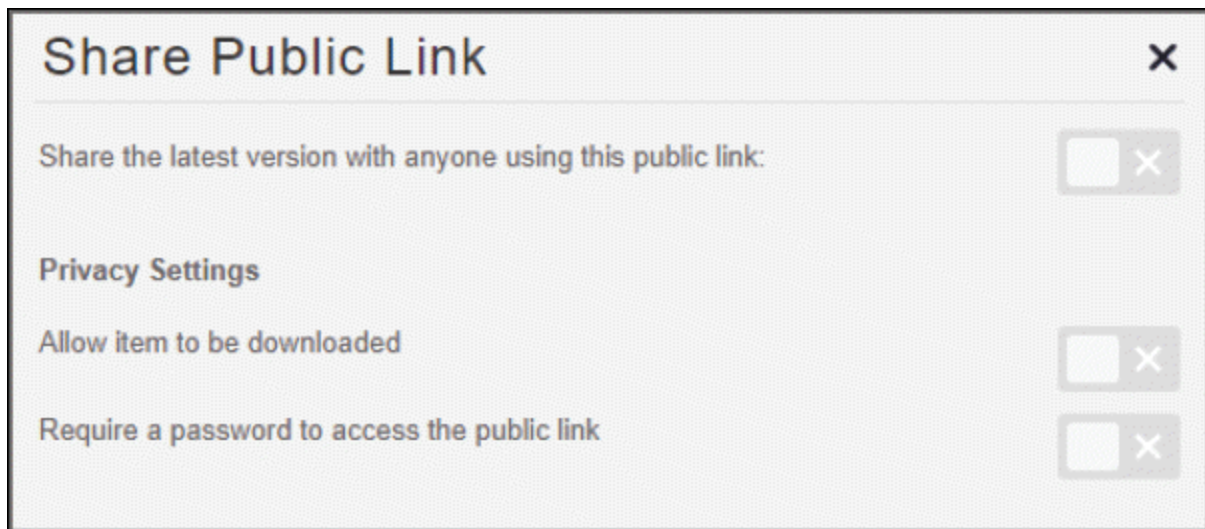 Share Public Link
Share the latest version with anyone using this public link:
Privacy Settings
Allow item to be downloaded
Require a password to access the public link